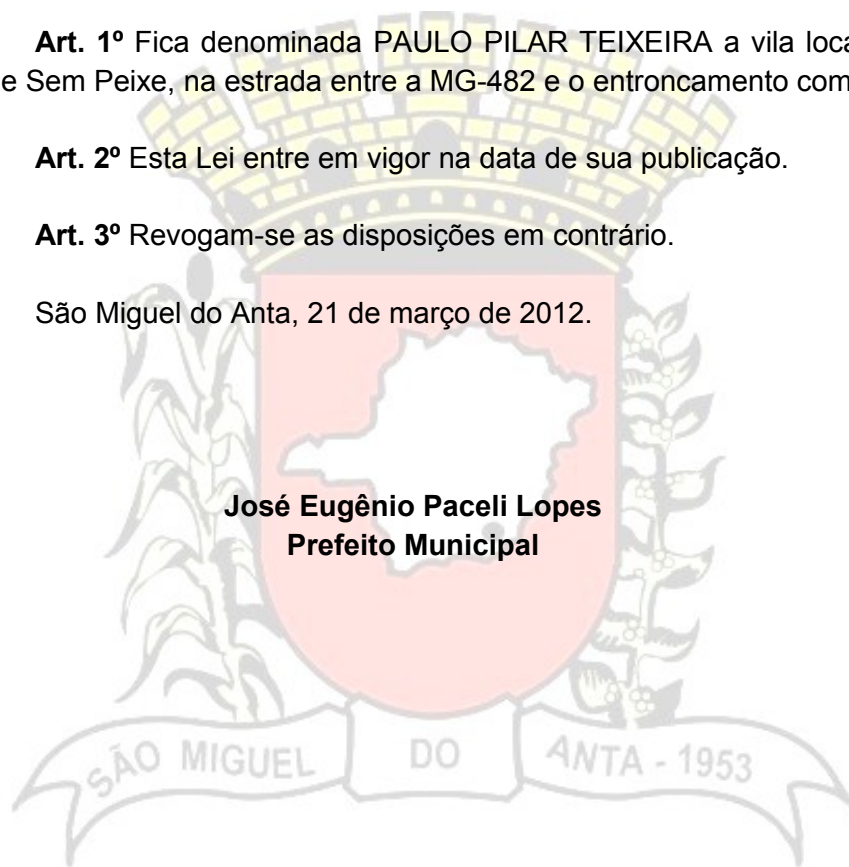 Art. 1º Fica denominada PAULO PILAR TEIXEIRA a vila loca
e Sem Peixe, na estrada entre a MG-482 e o entroncamento com
Art. 2º Esta Lei entre em vigor na data de sua publicação.
Art. 3º Revogam-se as disposições em contrário.
São Miguel do Anta, 21 de março de 2012.
José Eugênio Paceli Lopes
Prefeito Municipal
SÃO MIGUEL DO ANTA - 1953